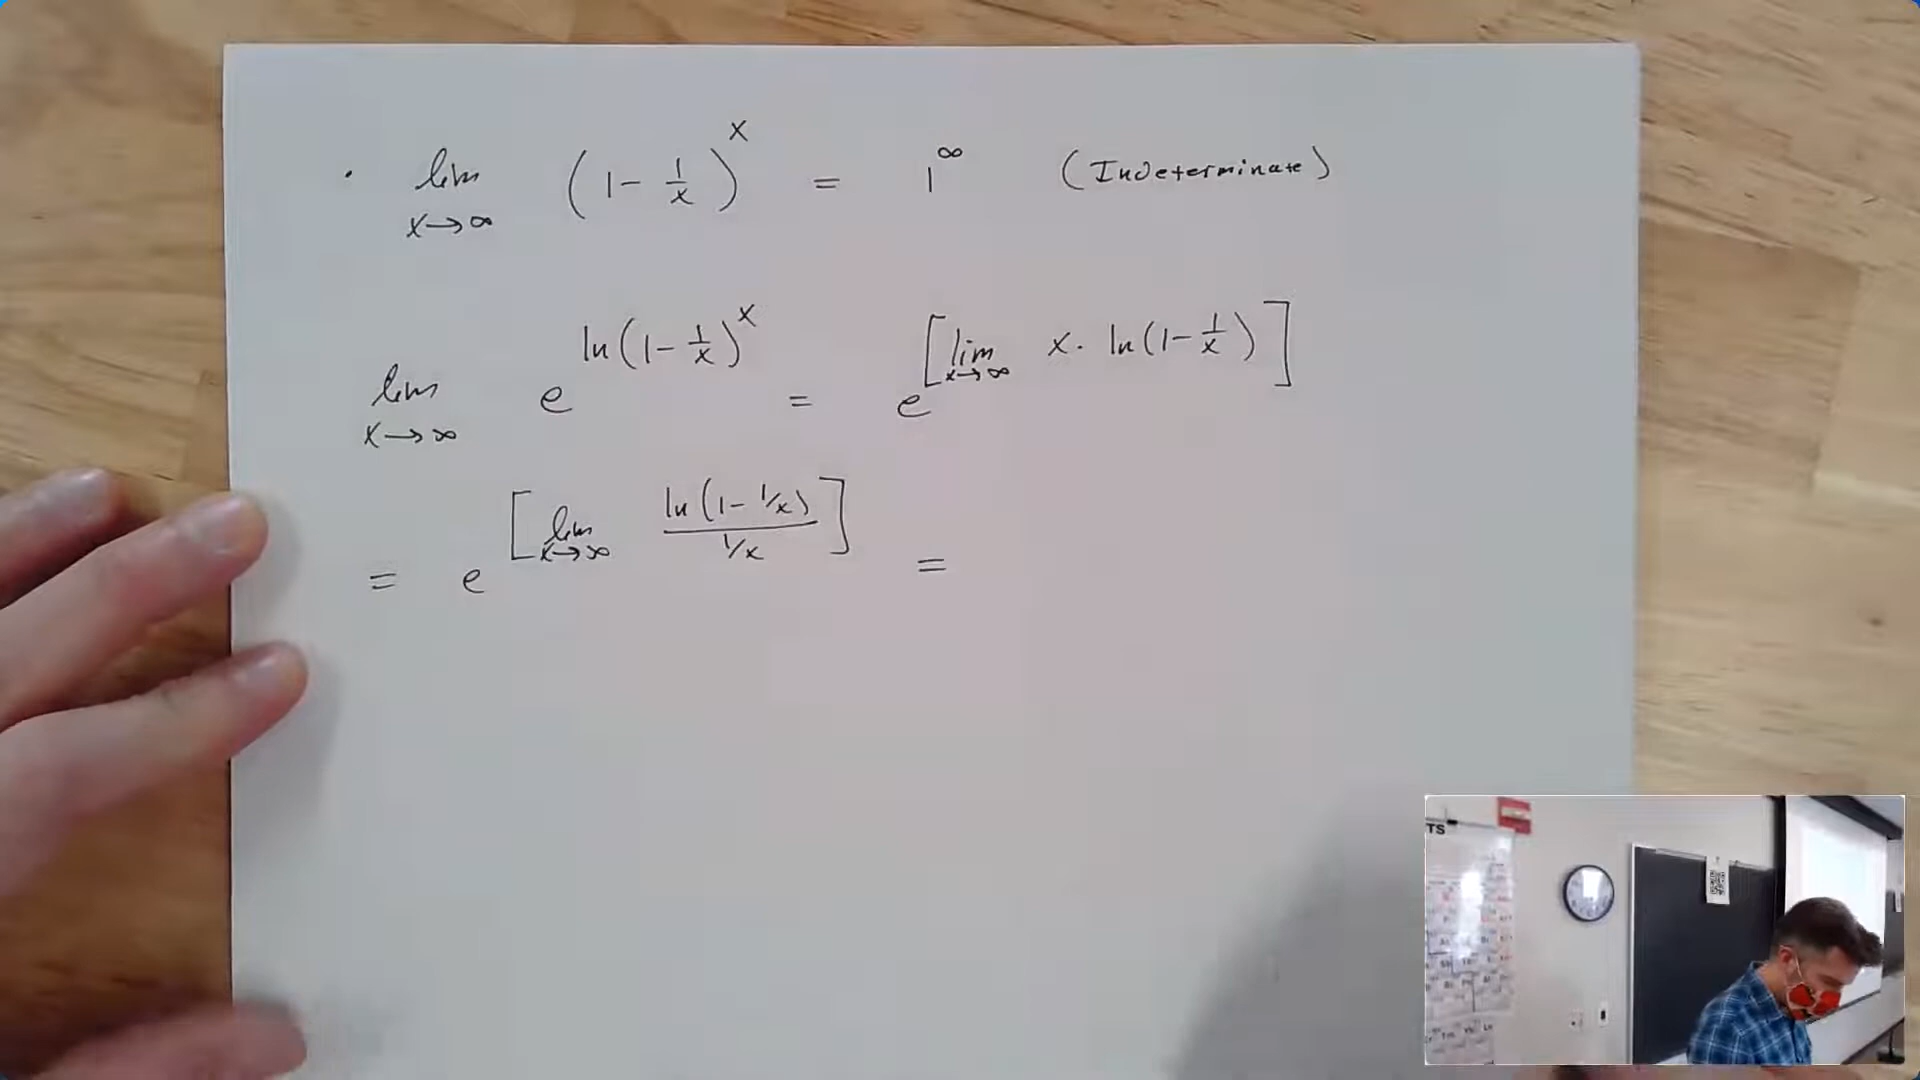 . lim x→∞ (1 - 1/x)^x = 1^∞ (Indeterminate)
lim x→∞ e^{ln(1 - 1/x)^x} = e^{[lim x→∞ x · ln(1 - 1/x)]}
= e^{[lim x→∞ ln(1 - 1/x) / 1/x]} =
TS